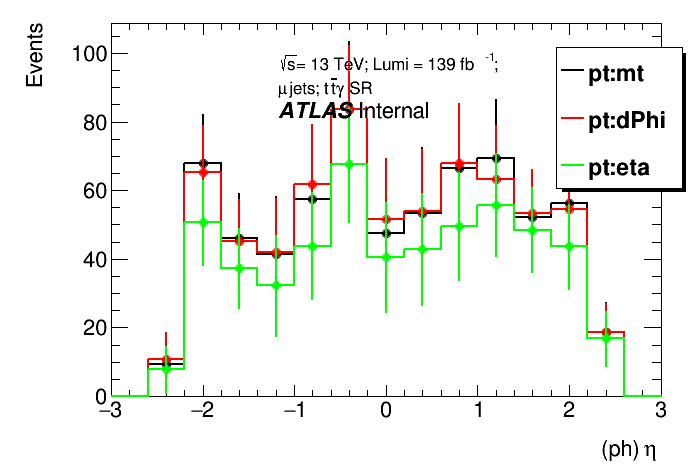 Events
100
80
60
40
20
0
−3 −2 −1 0 1 2 3
(ph) η
√s= 13 TeV; Lumi = 139 fb ⁻¹;
μ jets; tt̄γ SR
ATLAS Internal
pt:mt
pt:dPhi
pt:eta